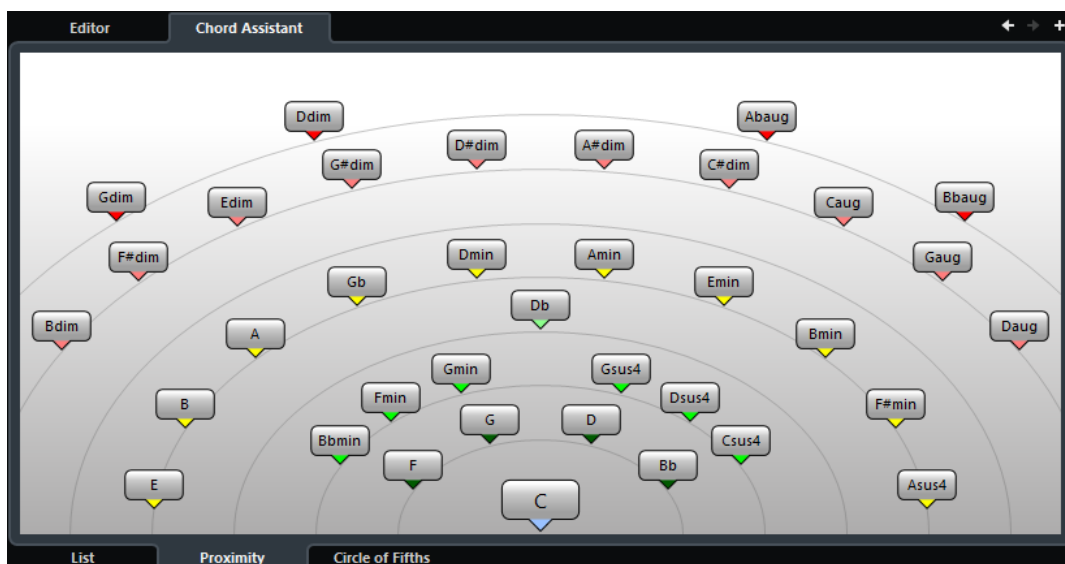 Editor Chord Assistant
Ddim Abaug
D#dim A#dim
G#dim C#dim
Gdim Edim Caug Bbaug
F#dim Dmin Amin Gaug
Gb Emin
Db
Bdim A Bmin Daug
Gmin Gsus4
Fmin Dsus4
B F#min
G D
Bbmin Csus4
F Bb
E Asus4
C
List Proximity Circle of Fifths